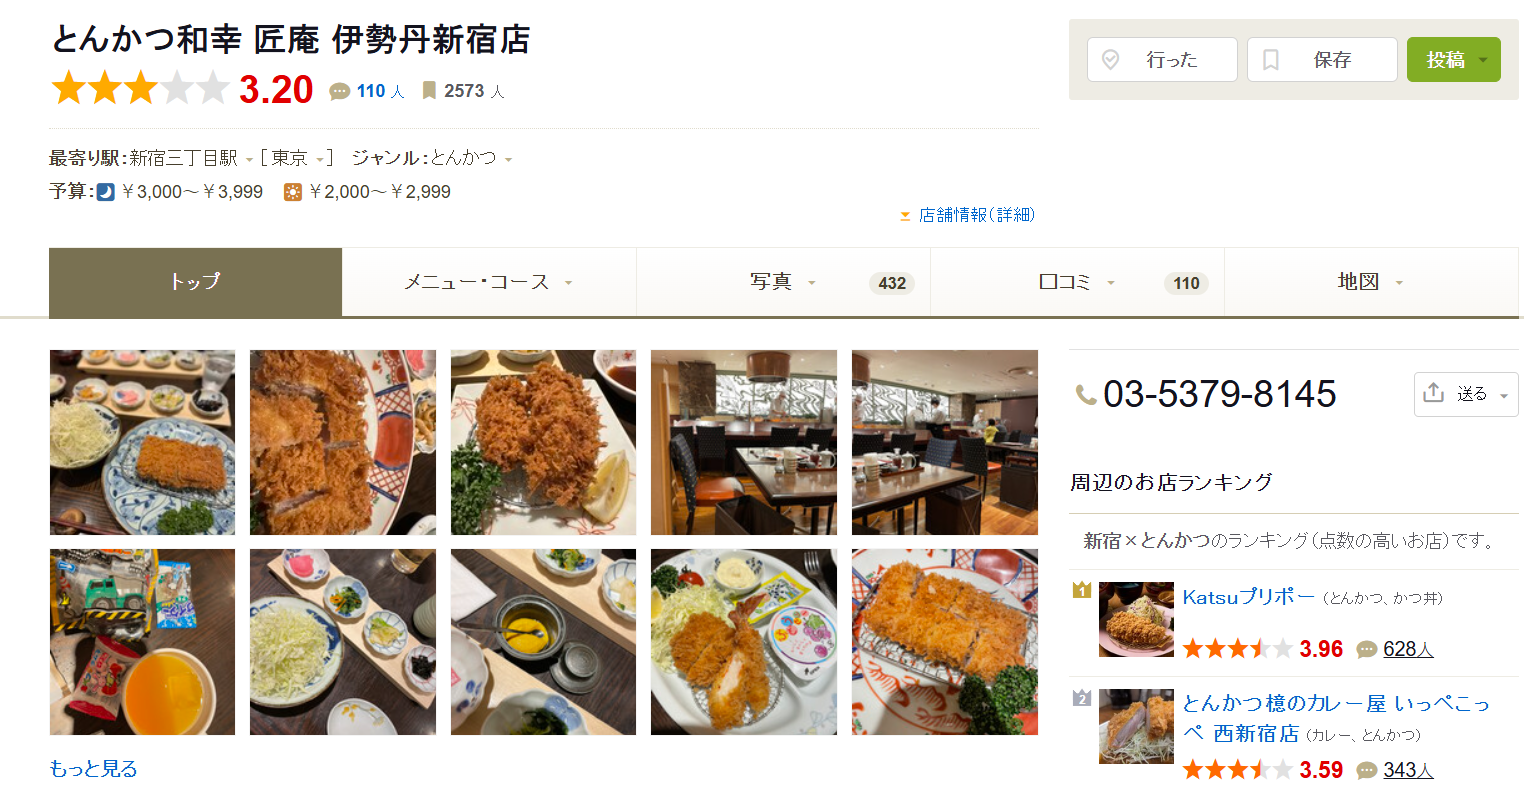 とんかつ和幸 匠庵 伊勢丹新宿店
3.20 110 人 2573 人
行った 保存 投稿
最寄り駅：新宿三丁目駅 [ 東京 ] ジャンル：とんかつ
予算： ￥3,000～￥3,999 ￥2,000～￥2,999
店舗情報（詳細）
トップ メニュー・コース 写真 432 口コミ 110 地図
03-5379-8145 送る
周辺のお店ランキング
新宿×とんかつのランキング（点数の高いお店）です。
1 Katsuプリポー （とんかつ、かつ丼）
3.96 628人
2 とんかつ檍のカレー屋 いっぺこっ
ぺ 西新宿店 （カレー、とんかつ）
3.59 343人
もっと見る